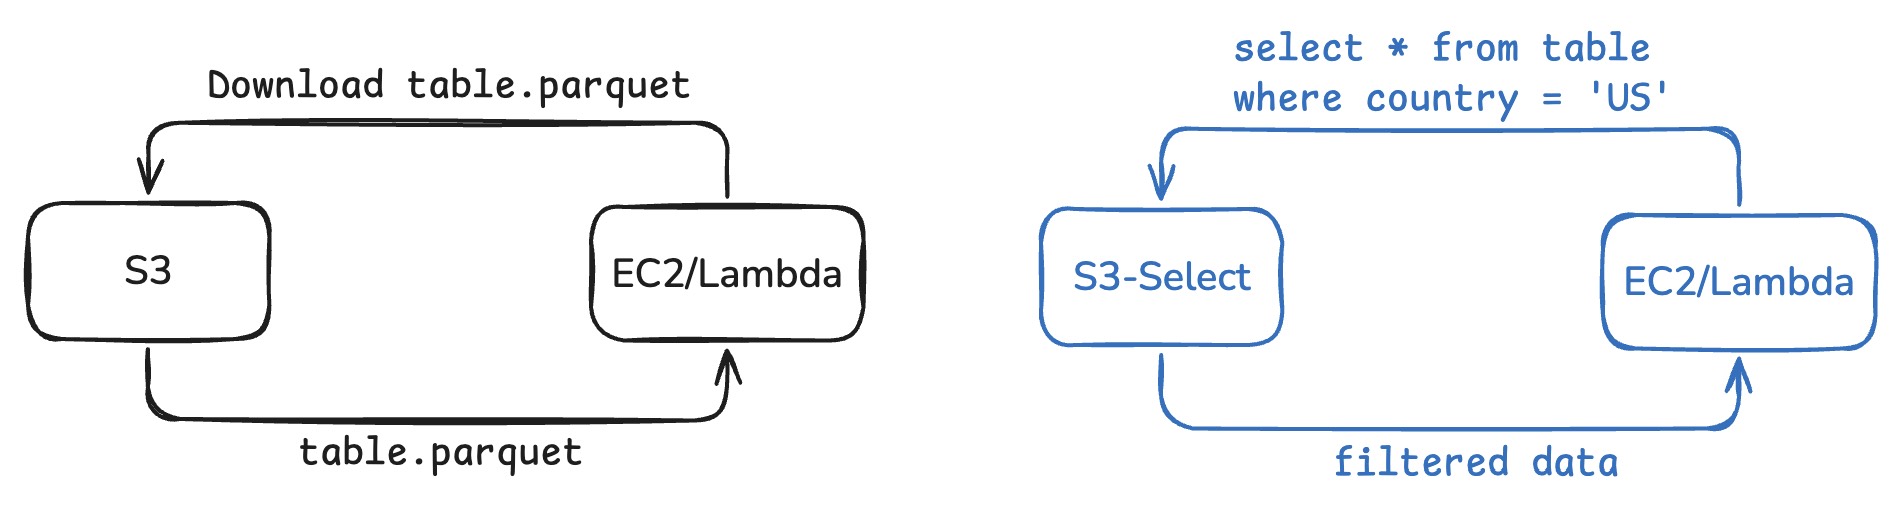 Download table.parquet
S3
EC2/Lambda
table.parquet
select * from table
where country = 'US'
S3-Select
EC2/Lambda
filtered data